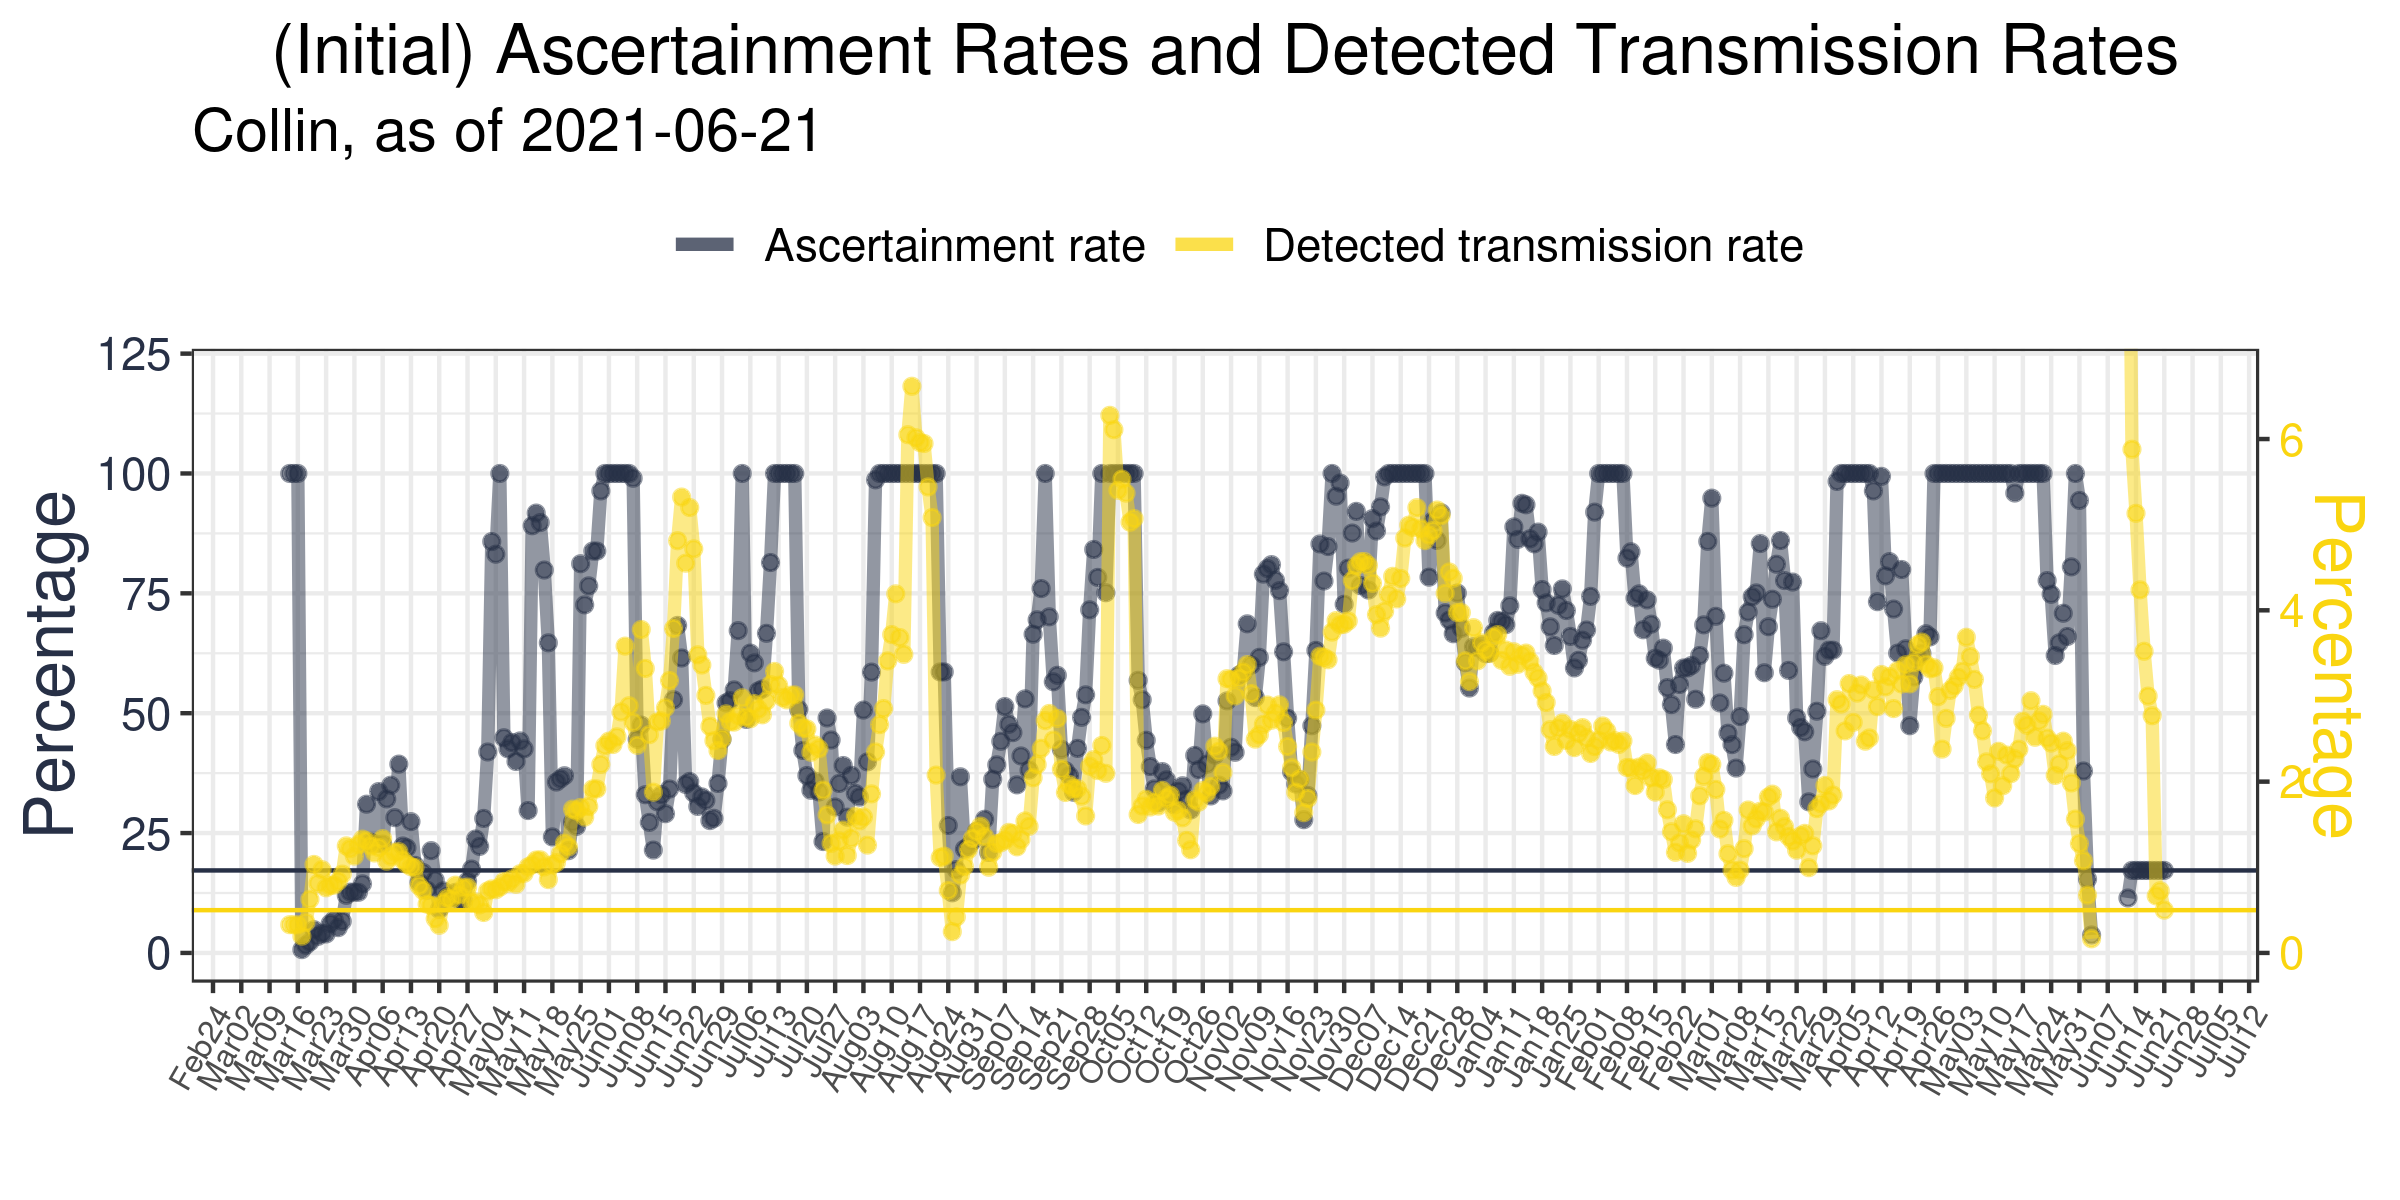 (Initial) Ascertainment Rates and Detected Transmission Rates
Collin, as of 2021-06-21
Ascertainment rate
Detected transmission rate
Percentage
125
100
75
50
25
0
Percentage
6
4
2
0
Feb24
Mar02
Mar09
Mar16
Mar23
Mar30
Apr06
Apr13
Apr20
Apr27
May04
May11
May18
May25
Jun01
Jun08
Jun15
Jun22
Jun29
Jul06
Jul13
Jul20
Jul27
Aug03
Aug10
Aug17
Aug24
Aug31
Sep07
Sep14
Sep21
Sep28
Oct05
Oct12
Oct19
Oct26
Nov02
Nov09
Nov16
Nov23
Nov30
Dec07
Dec14
Dec21
Dec28
Jan04
Jan11
Jan18
Jan25
Feb01
Feb08
Feb15
Feb22
Mar01
Mar08
Mar15
Mar22
Mar29
Apr05
Apr12
Apr19
Apr26
May03
May10
May17
May24
May31
Jun07
Jun14
Jun21
Jun28
Jul05
Jul12